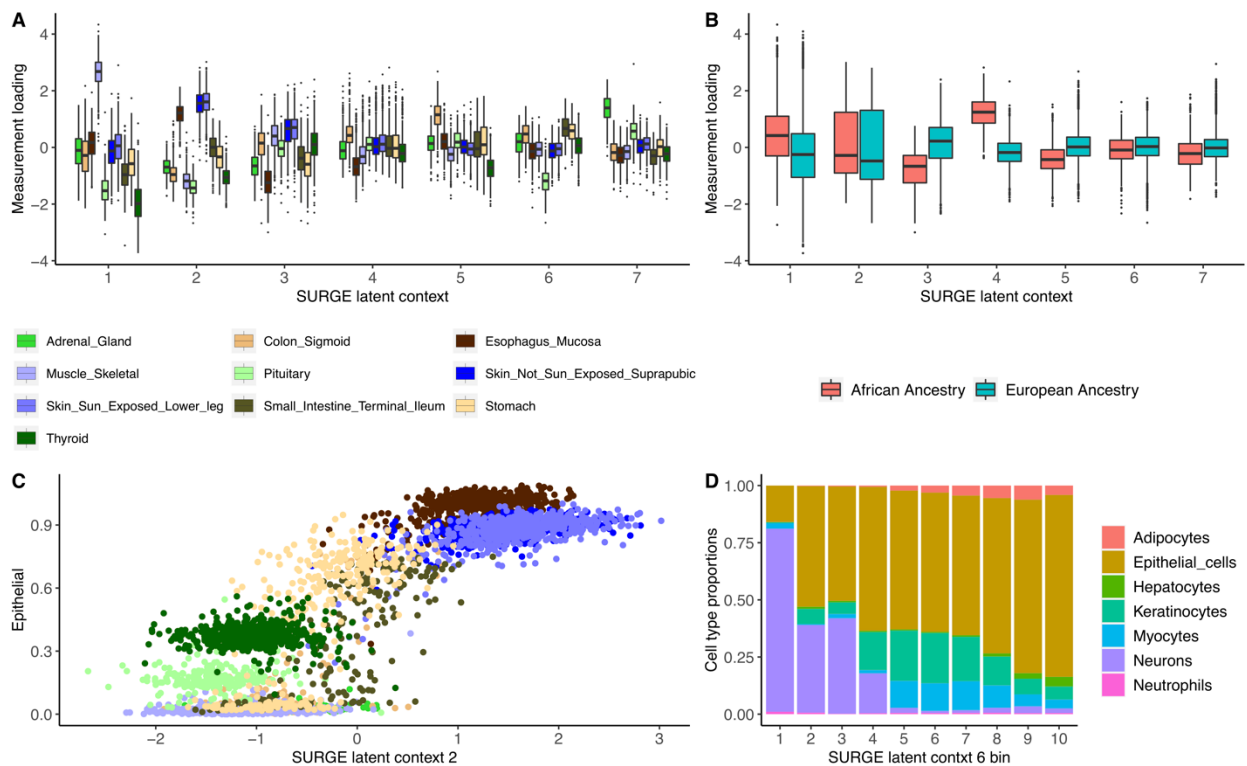 A
Measurement loading
4
2
0
−2
−4
1 2 3 4 5 6 7
SURGE latent context
B
Measurement loading
4
2
0
−2
−4
1 2 3 4 5 6 7
SURGE latent context
Adrenal_Gland Colon_Sigmoid Esophagus_Mucosa
Muscle_Skeletal Pituitary Skin_Not_Sun_Exposed_Suprapubic
Skin_Sun_Exposed_Lower_leg Small_Intestine_Terminal_Ileum Stomach
Thyroid
African Ancestry European Ancestry
C
Epithelial
0.9
0.6
0.3
0.0
−2 −1 0 1 2 3
SURGE latent context 2
D
Cell type proportions
1.00
0.75
0.50
0.25
0.00
1 2 3 4 5 6 7 8 9 10
SURGE latent contxt 6 bin
Adipocytes
Epithelial_cells
Hepatocytes
Keratinocytes
Myocytes
Neurons
Neutrophils